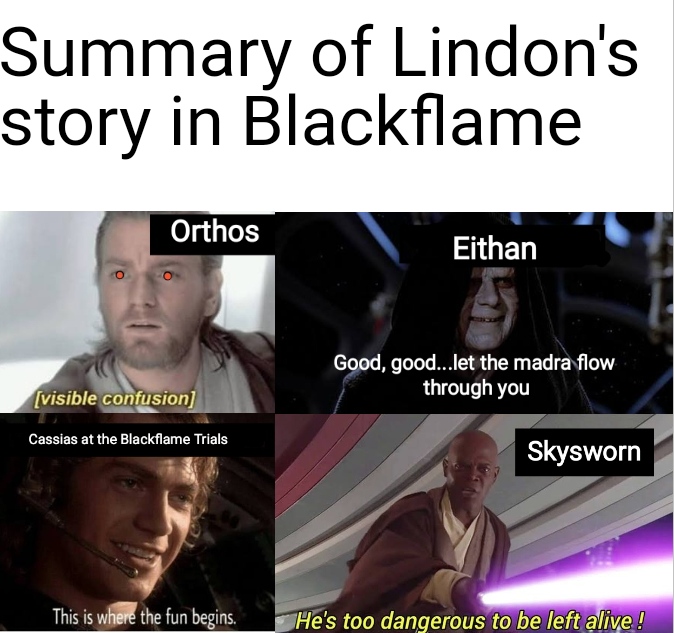 Summary of Lindon's
story in Blackflame
Orthos
[visible confusion]
Eithan
Good, good...let the madra flow
through you
Cassias at the Blackflame Trials
This is where the fun begins.
Skysworn
He's too dangerous to be left alive !